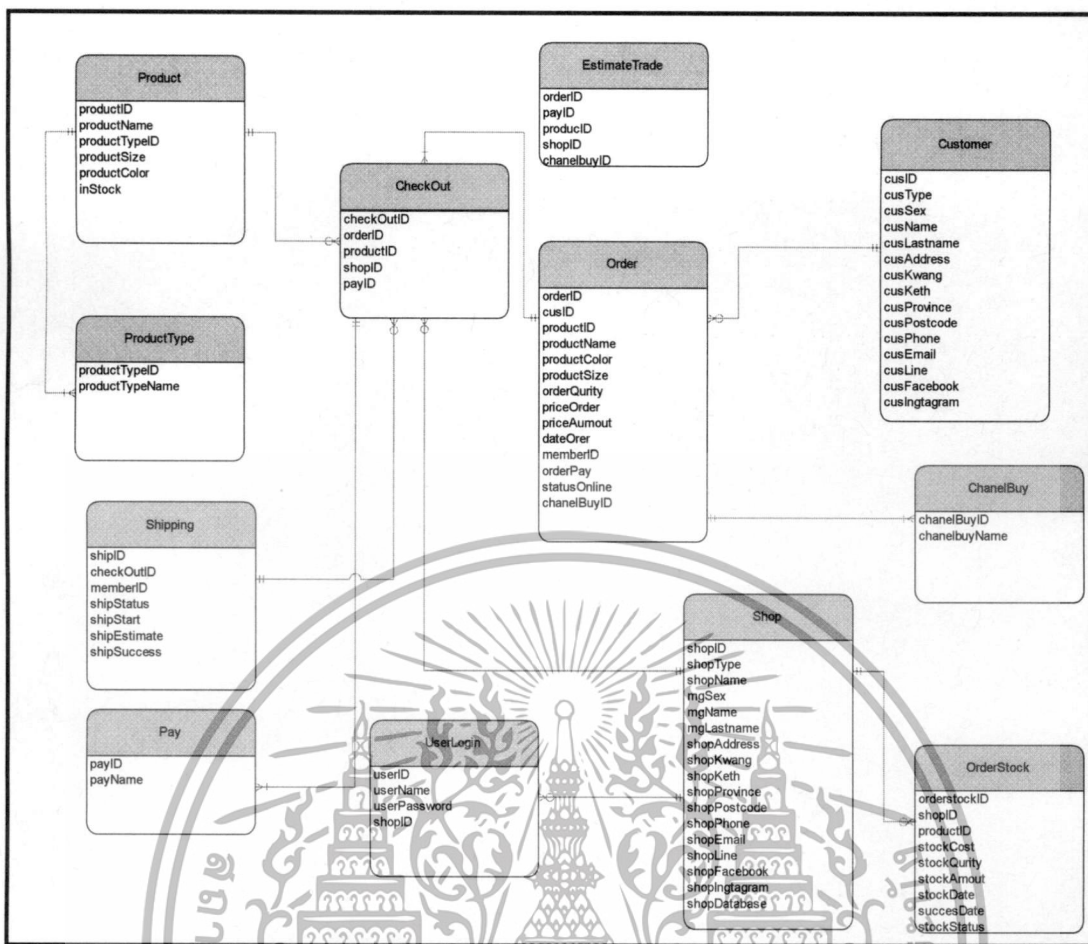 Product
productID
productName
productTypeID
productSize
productColor
inStock
EstimateTrade
orderID
payID
producID
shopID
chanelbuyID
CheckOut
checkOutID
orderID
productID
shopID
payID
Customer
cusID
cusType
cusSex
cusName
cusLastname
cusAddress
cusKwang
cusKeth
cusProvince
cusPostcode
cusPhone
cusEmail
cusLine
cusFacebook
cusIngtagram
Order
orderID
cusID
productID
productName
productColor
productSize
orderQurity
priceOrder
priceAumout
dateOrer
memberID
orderPay
statusOnline
chanelBuyID
ProductType
productTypeID
productTypeName
Shipping
shipID
checkOutID
memberID
shipStatus
shipStart
shipEstimate
shipSuccess
ChanelBuy
chanelBuyID
chanelbuyName
Shop
shopID
shopType
shopName
mgSex
mgName
mgLastname
shopAddress
shopKwang
shopKeth
shopProvince
shopPostcode
shopPhone
shopEmail
shopLine
shopFacebook
shopIngtagram
shopDatabase
Pay
payID
payName
UserLogin
userID
userName
userPassword
shopID
OrderStock
orderstockID
shopID
productID
stockCost
stockQurity
stockAmout
stockDate
succesDate
stockStatus